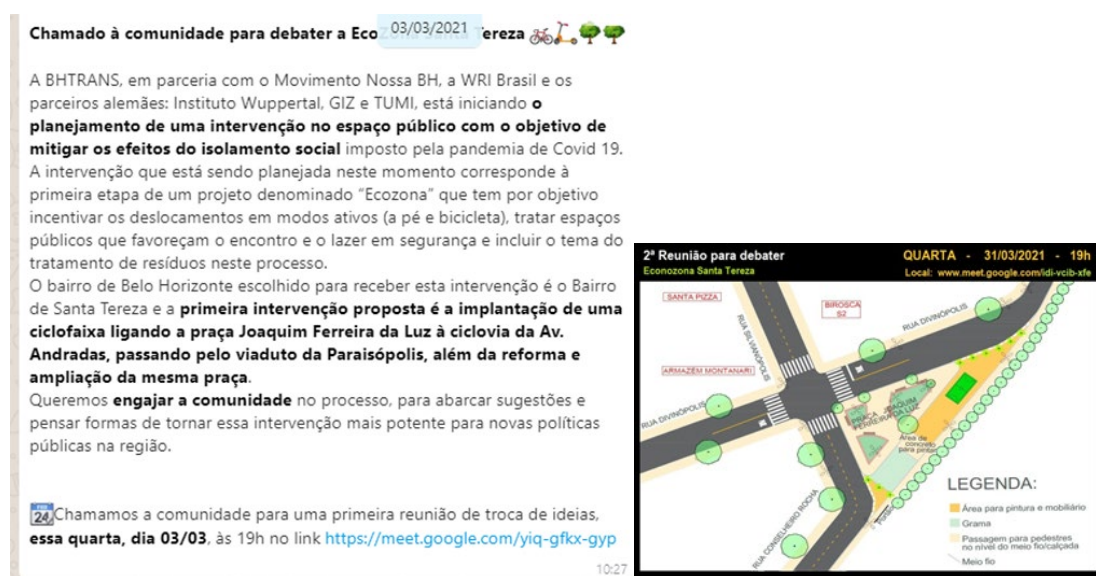 03/03/2021
Chamado à comunidade para debater a Eco Tereza
A BHTRANS, em parceria com o Movimento Nossa BH, a WRI Brasil e os
parceiros alemães: Instituto Wuppertal, GIZ e TUMI, está iniciando o
planejamento de uma intervenção no espaço público com o objetivo de
mitigar os efeitos do isolamento social imposto pela pandemia de Covid 19.
A intervenção que está sendo planejada neste momento corresponde à
primeira etapa de um projeto denominado "Ecozona" que tem por objetivo
incentivar os deslocamentos em modos ativos (a pé e bicicleta), tratar espaços
públicos que favoreçam o encontro e o lazer em segurança e incluir o tema do
tratamento de resíduos neste processo.
O bairro de Belo Horizonte escolhido para receber esta intervenção é o Bairro
de Santa Tereza e a primeira intervenção proposta é a implantação de uma
ciclofaixa ligando a praça Joaquim Ferreira da Luz à ciclovia da Av.
Andradas, passando pelo viaduto da Paraisópolis, além da reforma e
ampliação da mesma praça.
Queremos engajar a comunidade no processo, para abarcar sugestões e
pensar formas de tornar essa intervenção mais potente para novas políticas
públicas na região.
24 Chamamos a comunidade para uma primeira reunião de troca de ideias,
essa quarta, dia 03/03, às 19h no link https://meet.google.com/yiq-gfkx-gyp
10:27
2ª Reunião para debater
Econozona Santa Tereza
QUARTA - 31/03/2021 - 19h
Local: www.meet.google.com/idi-vcib-xfe
SANTA PIZZA
BIROSCA
S2
RUA SILVIANÓPOLIS
RUA DIVINÓPOLIS
ARMAZÉM MONTANARI
RUA DIVINÓPOLIS
PRAÇA JOAQUIM
FERREIRA DA LUZ
Área de
concreto
para pintar
RUA CONSELHEIRO ROCHA
LEGENDA:
Área para pintura e mobiliário
Grama
Passagem para pedestres
no nível do meio fio/calçada
Meio fio